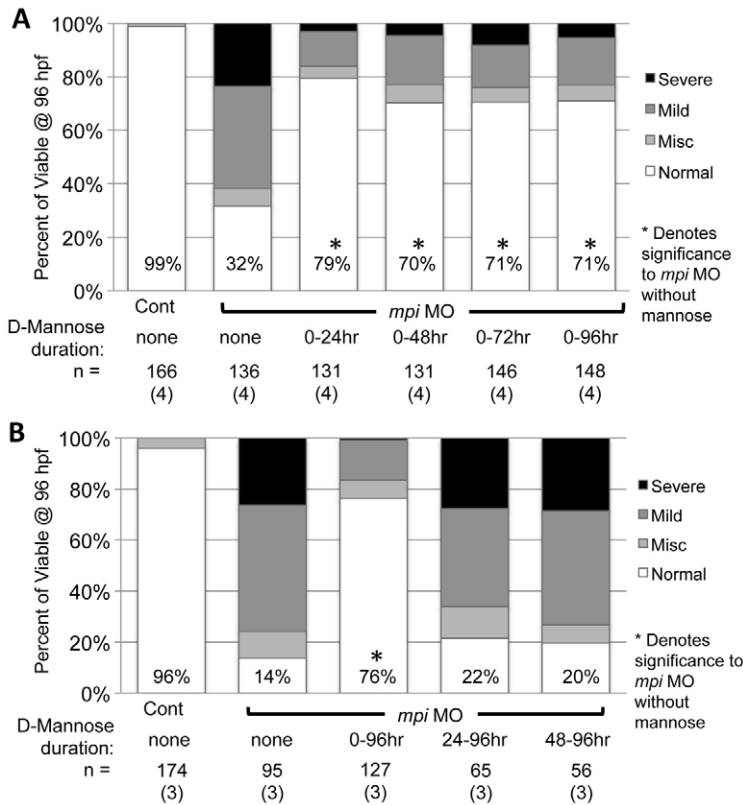 A
Percent of Viable @ 96 hpf
100%
80%
60%
40%
20%
0%
99%
32%
* 79%
* 70%
* 71%
* 71%
Severe
Mild
Misc
Normal
* Denotes
significance
to mpi MO
without
mannose
Cont
mpi MO
D-Mannose
duration:
none none 0-24hr 0-48hr 0-72hr 0-96hr
n = 166 136 131 131 146 148
(4) (4) (4) (4) (4) (4)
B
Percent of Viable @ 96 hpf
100%
80%
60%
40%
20%
0%
96%
14%
* 76%
22%
20%
Severe
Mild
Misc
Normal
* Denotes
significance to
mpi MO
without
mannose
Cont
mpi MO
D-Mannose
duration:
none none 0-96hr 24-96hr 48-96hr
n = 174 95 127 65 56
(3) (3) (3) (3) (3)